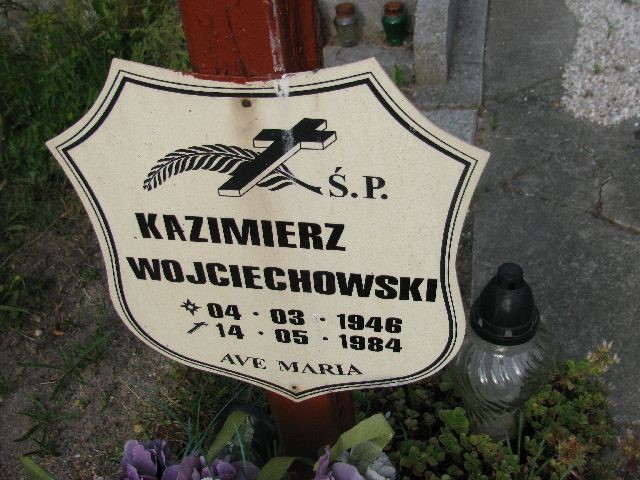 Ś.P.
KAZIMIERZ
WOJCIECHOWSKI
04 · 03 · 1946
14 · 05 · 1984
AVE MARIA